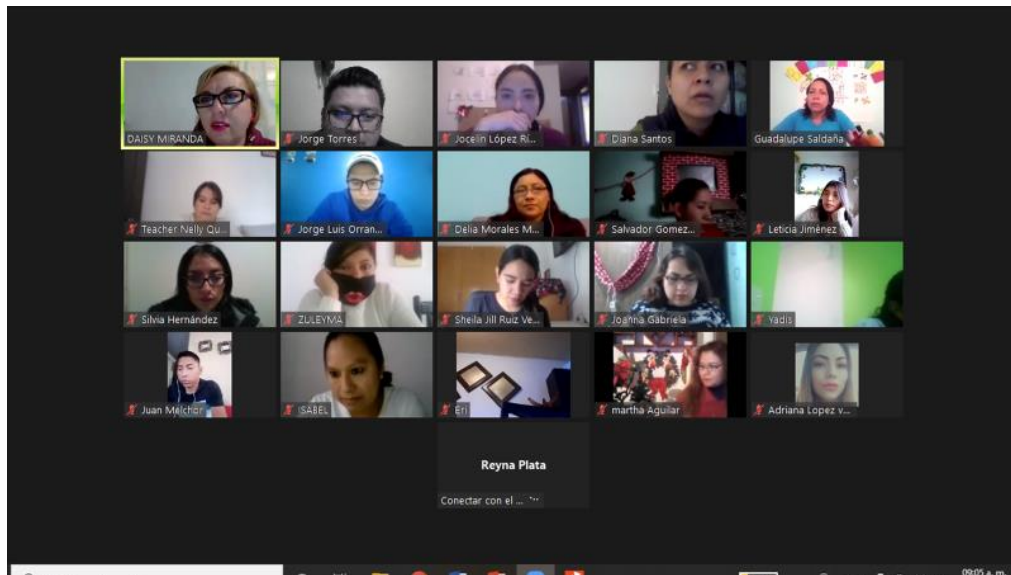 DAISY MIRANDA
Jorge Torres
Jocelin López Rí...
Diana Santos
Guadalupe Saldaña
Teacher Nelly Qu...
Jorge Luis Orran...
Delia Morales M...
Salvador Gomez...
Leticia Jiménez
Silvia Hernández
ZULEYMA
Sheila Jill Ruiz Ve...
Joanna Gabriela
Yadis
Juan Melchor
ISABEL
Eri
martha Aguilar
Adriana Lopez v...
Reyna Plata
Conectar con el ...
09:05 a. m.